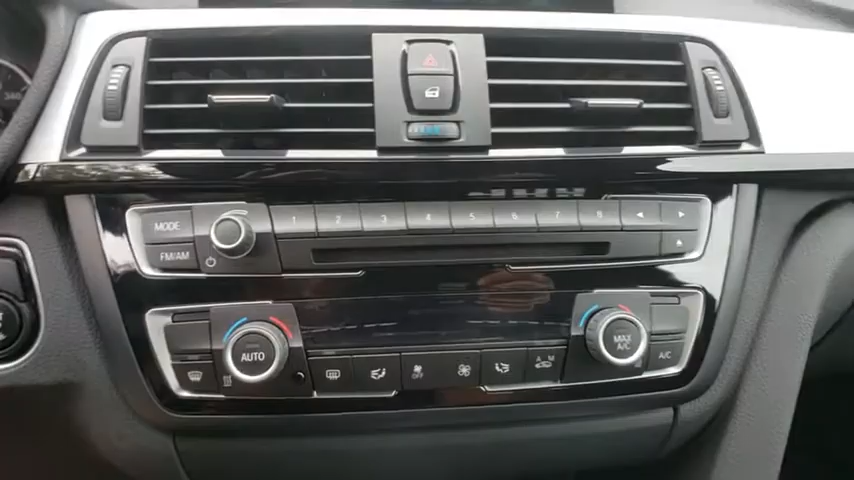 MODE
1 2 3 4 5 6 7 8
FM/AM
AUTO
MAX A/C
OFF
A M
A/C